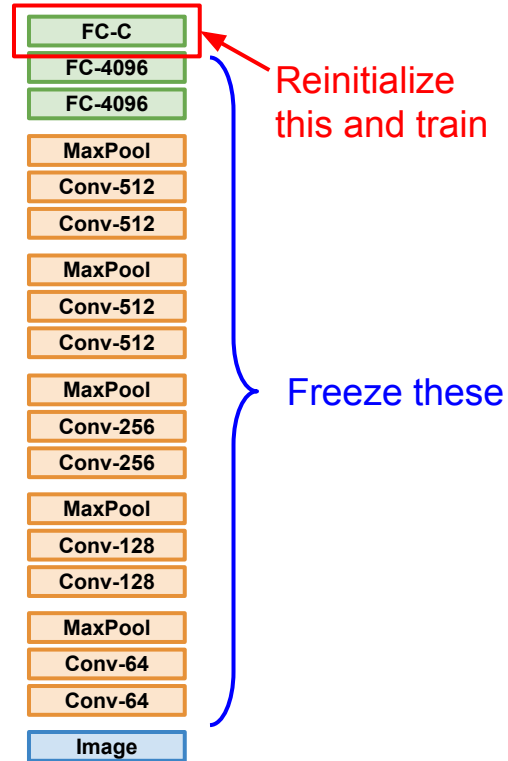 FC-C
FC-4096
FC-4096
Reinitialize
this and train
MaxPool
Conv-512
Conv-512
MaxPool
Conv-512
Conv-512
MaxPool
Conv-256
Conv-256
Freeze these
MaxPool
Conv-128
Conv-128
MaxPool
Conv-64
Conv-64
Image